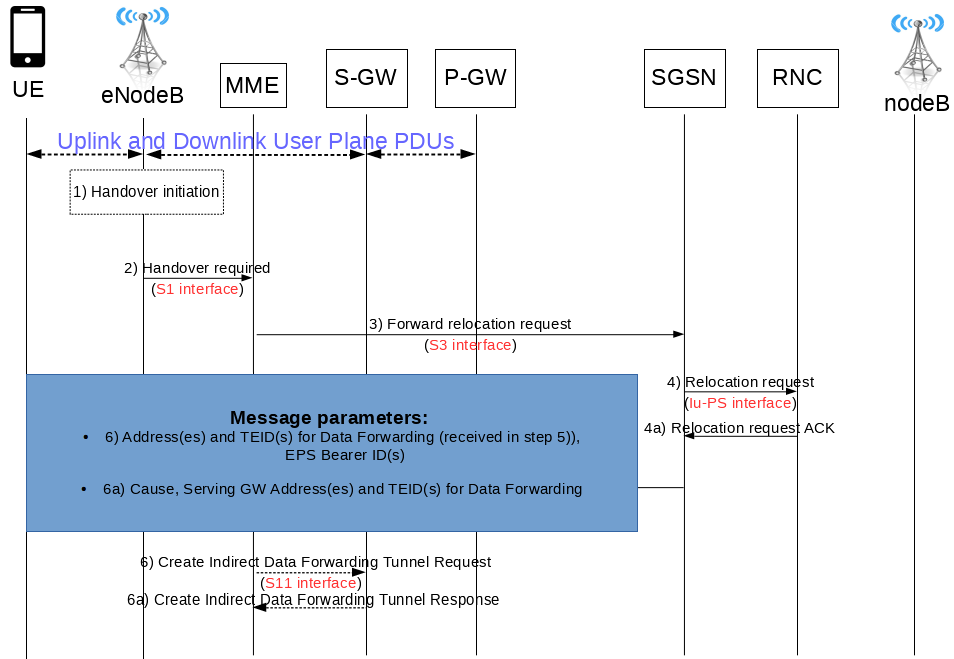 UE
eNodeB
MME
S-GW
P-GW
SGSN
RNC
nodeB
Uplink and Downlink User Plane PDUs
1) Handover initiation
2) Handover required
(S1 interface)
3) Forward relocation request
(S3 interface)
4) Relocation request
(Iu-PS interface)
4a) Relocation request ACK
Message parameters:
• 6) Address(es) and TEID(s) for Data Forwarding (received in step 5)),
EPS Bearer ID(s)
• 6a) Cause, Serving GW Address(es) and TEID(s) for Data Forwarding
6) Create Indirect Data Forwarding Tunnel Request
(S11 interface)
6a) Create Indirect Data Forwarding Tunnel Response